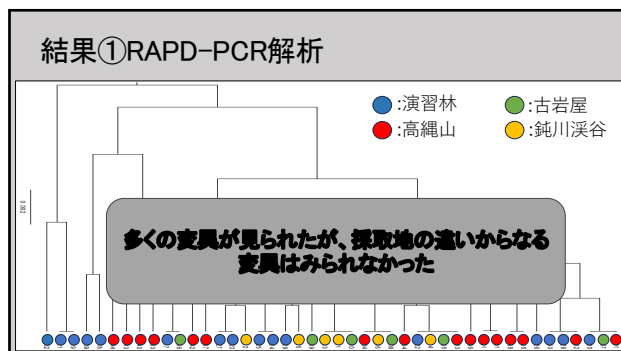 結果①RAPD-PCR解析
:演習林
:古岩屋
:高縄山
:鈍川渓谷
0.002
多くの変異が見られたが、採取地の違いからなる
変異はみられなかった